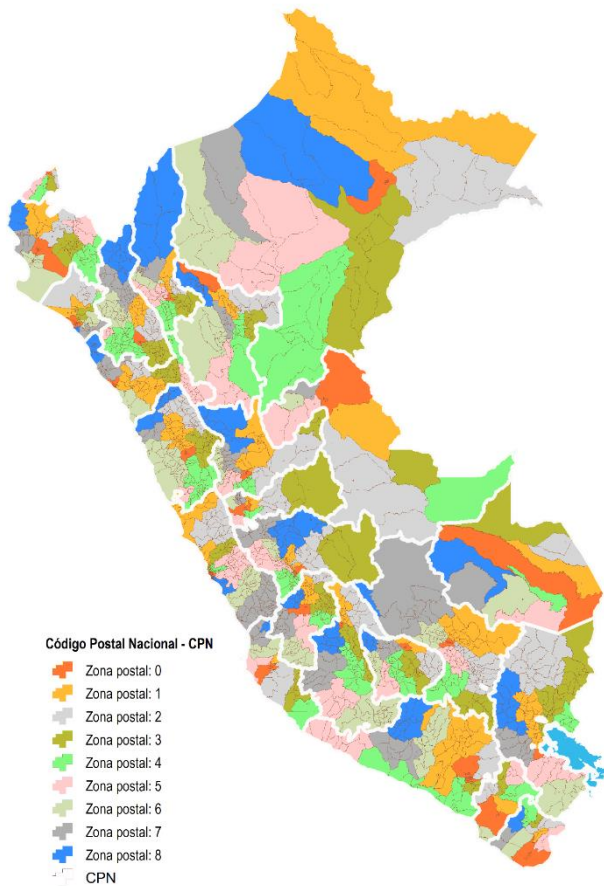 Código Postal Nacional - CPN
Zona postal: 0
Zona postal: 1
Zona postal: 2
Zona postal: 3
Zona postal: 4
Zona postal: 5
Zona postal: 6
Zona postal: 7
Zona postal: 8
CPN